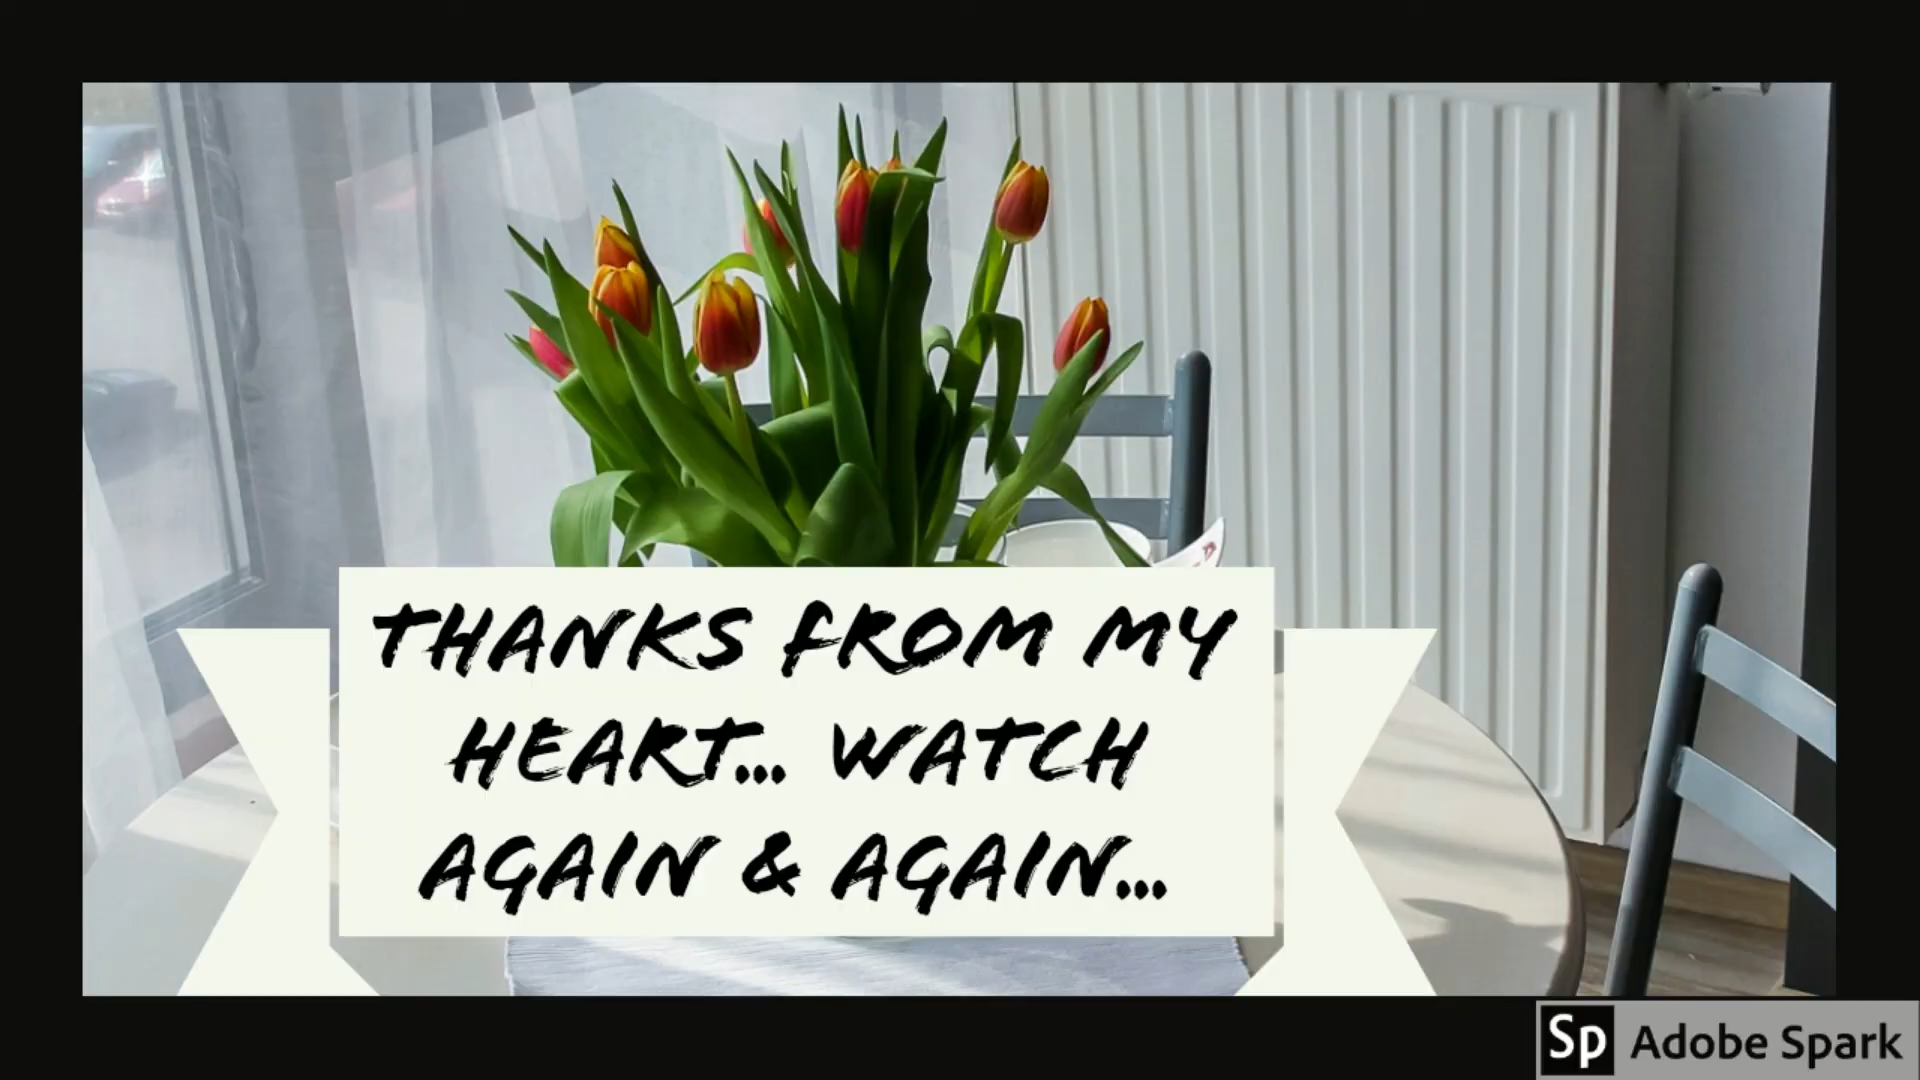 THANKS FROM MY
HEART... WATCH
AGAIN & AGAIN...
Sp Adobe Spark